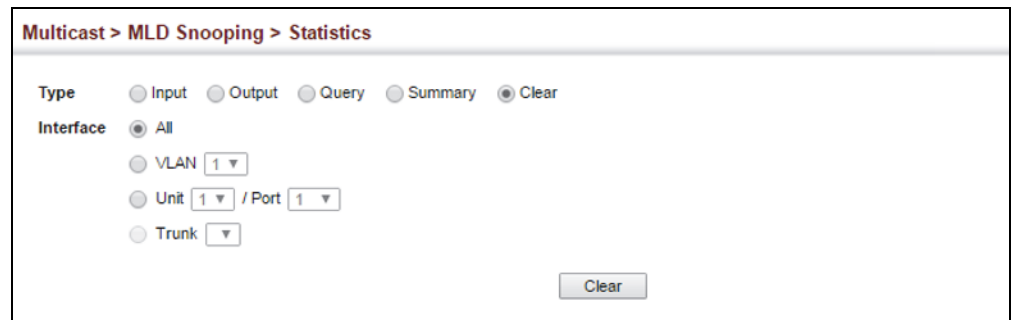 Multicast > MLD Snooping > Statistics
Type Input Output Query Summary Clear
Interface All
VLAN 1
Unit 1 / Port 1
Trunk
Clear